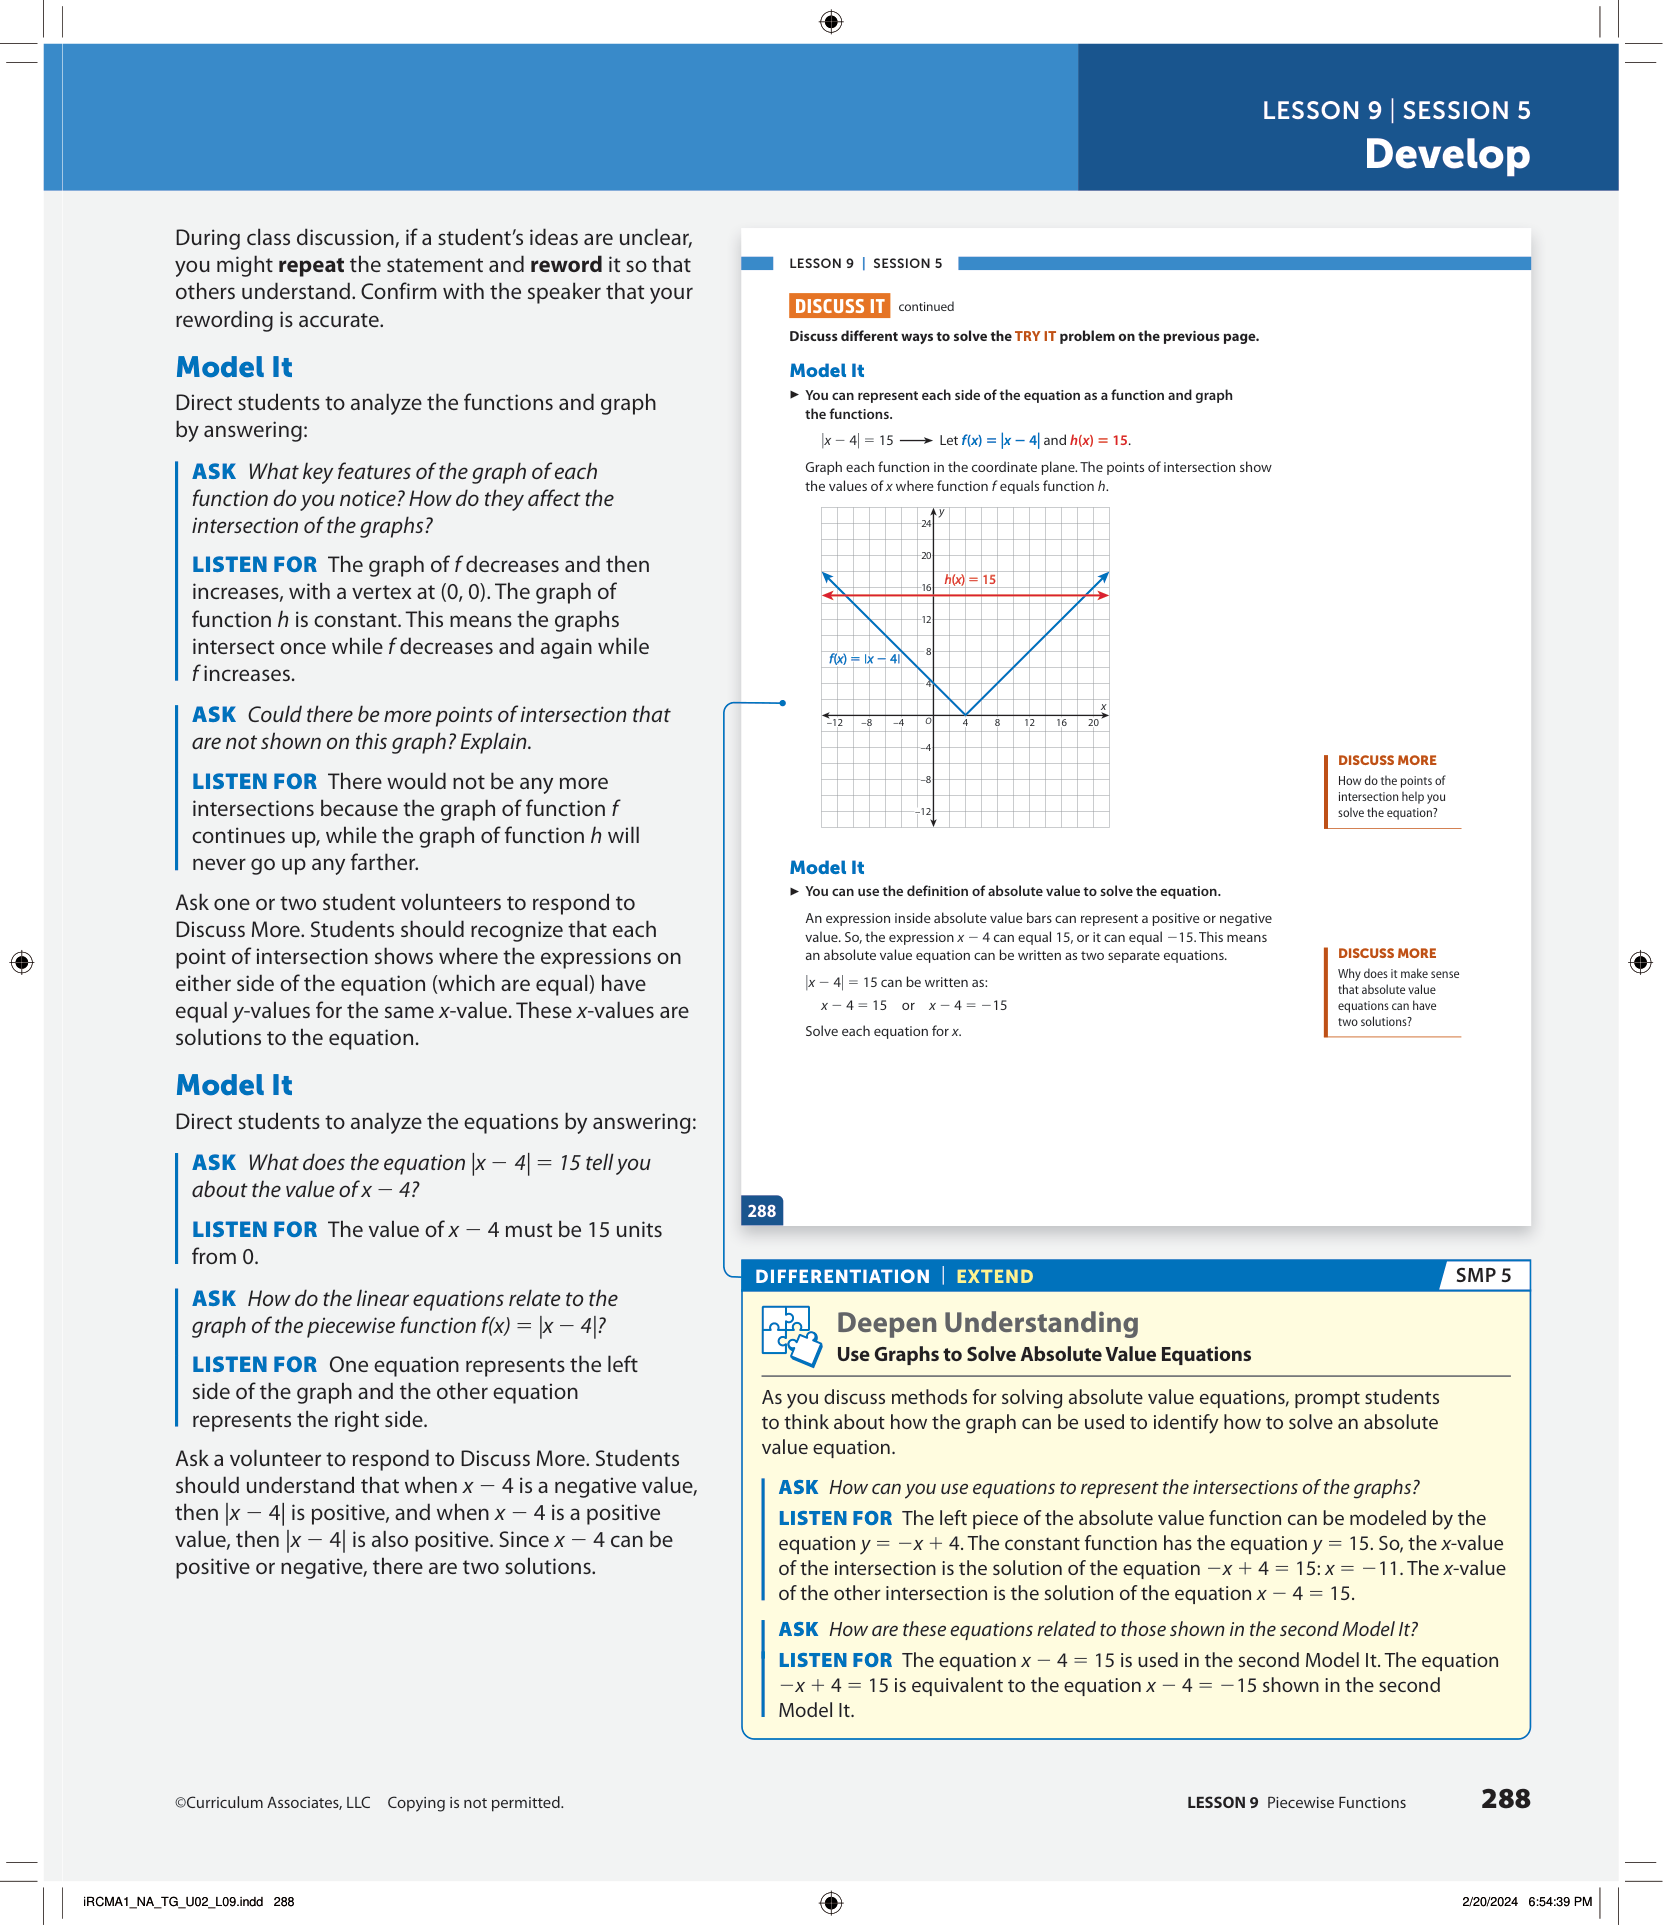 LESSON 9 | SESSION 5
Develop
During class discussion, if a student's ideas are unclear,
you might repeat the statement and reword it so that
others understand. Confirm with the speaker that your
rewording is accurate.
Model It
Direct students to analyze the functions and graph
by answering:
ASK What key features of the graph of each
function do you notice? How do they affect the
intersection of the graphs?
LISTEN FOR The graph of f decreases and then
increases, with a vertex at (0, 0). The graph of
function h is constant. This means the graphs
intersect once while f decreases and again while
f increases.
ASK Could there be more points of intersection that
are not shown on this graph? Explain.
LISTEN FOR There would not be any more
intersections because the graph of function f
continues up, while the graph of function h will
never go up any farther.
Ask one or two student volunteers to respond to
Discuss More. Students should recognize that each
point of intersection shows where the expressions on
either side of the equation (which are equal) have
equal y-values for the same x-value. These x-values are
solutions to the equation.
Model It
Direct students to analyze the equations by answering:
ASK What does the equation |x − 4| = 15 tell you
about the value of x − 4?
LISTEN FOR The value of x − 4 must be 15 units
from 0.
ASK How do the linear equations relate to the
graph of the piecewise function f(x) = |x − 4|?
LISTEN FOR One equation represents the left
side of the graph and the other equation
represents the right side.
Ask a volunteer to respond to Discuss More. Students
should understand that when x − 4 is a negative value,
then |x − 4| is positive, and when x − 4 is a positive
value, then |x − 4| is also positive. Since x − 4 can be
positive or negative, there are two solutions.
LESSON 9 | SESSION 5
DISCUSS IT continued
Discuss different ways to solve the TRY IT problem on the previous page.
Model It
► You can represent each side of the equation as a function and graph
the functions.
|x − 4| = 15 ⟶ Let f(x) = |x − 4| and h(x) = 15.
Graph each function in the coordinate plane. The points of intersection show
the values of x where function f equals function h.
y
24
20
h(x) = 15
16
12
f(x) = |x − 4|
8
4
x
−12 −8 −4 O 4 8 12 16 20
−4
−8
−12
DISCUSS MORE
How do the points of
intersection help you
solve the equation?
Model It
► You can use the definition of absolute value to solve the equation.
An expression inside absolute value bars can represent a positive or negative
value. So, the expression x − 4 can equal 15, or it can equal −15. This means
an absolute value equation can be written as two separate equations.
|x − 4| = 15 can be written as:
x − 4 = 15 or x − 4 = −15
Solve each equation for x.
DISCUSS MORE
Why does it make sense
that absolute value
equations can have
two solutions?
288
DIFFERENTIATION | EXTEND
SMP 5
Deepen Understanding
Use Graphs to Solve Absolute Value Equations
As you discuss methods for solving absolute value equations, prompt students
to think about how the graph can be used to identify how to solve an absolute
value equation.
ASK How can you use equations to represent the intersections of the graphs?
LISTEN FOR The left piece of the absolute value function can be modeled by the
equation y = −x + 4. The constant function has the equation y = 15. So, the x-value
of the intersection is the solution of the equation −x + 4 = 15: x = −11. The x-value
of the other intersection is the solution of the equation x − 4 = 15.
ASK How are these equations related to those shown in the second Model It?
LISTEN FOR The equation x − 4 = 15 is used in the second Model It. The equation
−x + 4 = 15 is equivalent to the equation x − 4 = −15 shown in the second
Model It.
©Curriculum Associates, LLC Copying is not permitted.
LESSON 9 Piecewise Functions 288
iRCMA1_NA_TG_U02_L09.indd 288
2/20/2024 6:54:39 PM